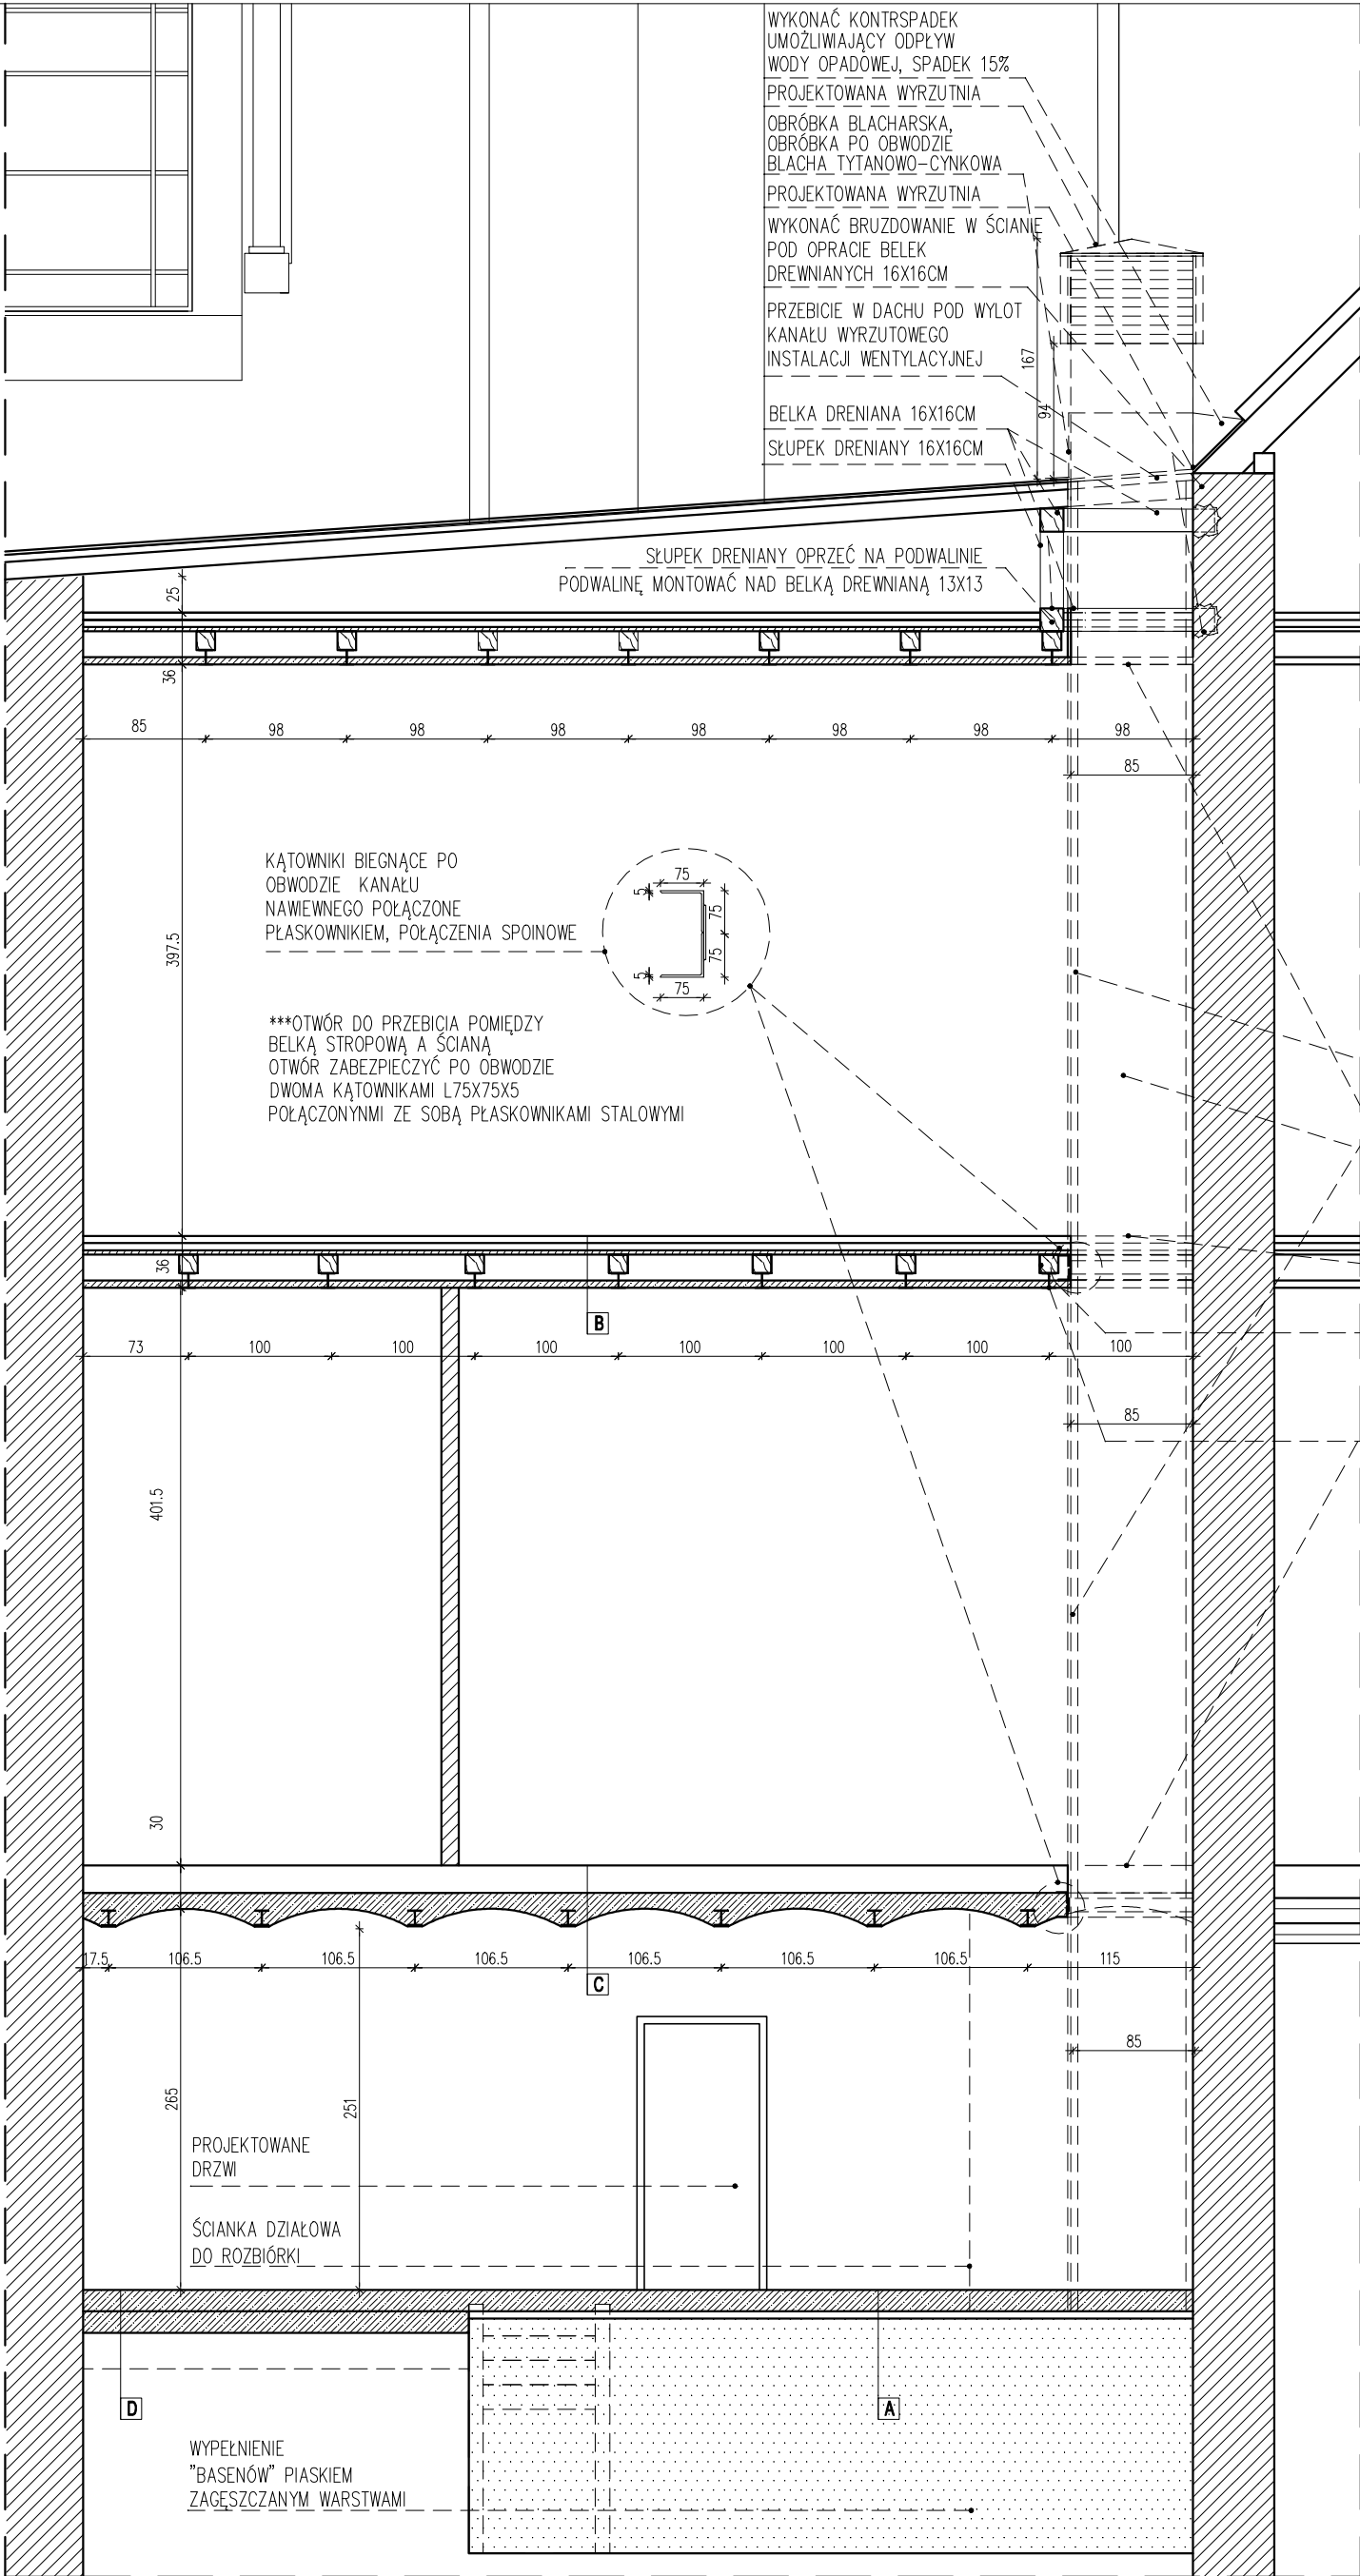 WYKONAĆ KONTRSPADEK
UMOŻLIWIAJĄCY ODPŁYW
WODY OPADOWEJ, SPADEK 15%
PROJEKTOWANA WYRZUTNIA
OBRÓBKA BLACHARSKA,
OBRÓBKA PO OBWODZIE
BLACHA TYTANOWO-CYNKOWA
PROJEKTOWANA WYRZUTNIA
WYKONAĆ BRUZDOWANIE W ŚCIANIE
POD OPRACIE BELEK
DREWNIANYCH 16X16CM
PRZEBICIE W DACHU POD WYLOT
KANAŁU WYRZUTOWEGO
INSTALACJI WENTYLACYJNEJ
167
94
BELKA DRENIANA 16X16CM
SŁUPEK DRENIANY 16X16CM
SŁUPEK DRENIANY OPRZEĆ NA PODWALINIE
PODWALINĘ MONTOWAĆ NAD BELKĄ DREWNIANĄ 13X13
25
36
85 98 98 98 98 98 98 98
85
KĄTOWNIKI BIEGNĄCE PO
OBWODZIE KANAŁU
NAWIEWNEGO POŁĄCZONE
PŁASKOWNIKIEM, POŁĄCZENIA SPOINOWE
75
5
75
75
5
75
397.5
***OTWÓR DO PRZEBICIA POMIĘDZY
BELKĄ STROPOWĄ A ŚCIANĄ
OTWÓR ZABEZPIECZYĆ PO OBWODZIE
DWOMA KĄTOWNIKAMI L75X75X5
POŁĄCZONYNMI ZE SOBĄ PŁASKOWNIKAMI STALOWYMI
36
B
73 100 100 100 100 100 100 100
85
401.5
30
17.5 106.5 106.5 106.5 106.5 106.5 106.5 115
C
85
265
251
PROJEKTOWANE
DRZWI
ŚCIANKA DZIAŁOWA
DO ROZBIÓRKI
D
A
WYPEŁNIENIE
"BASENÓW" PIASKIEM
ZAGĘSZCZANYM WARSTWAMI